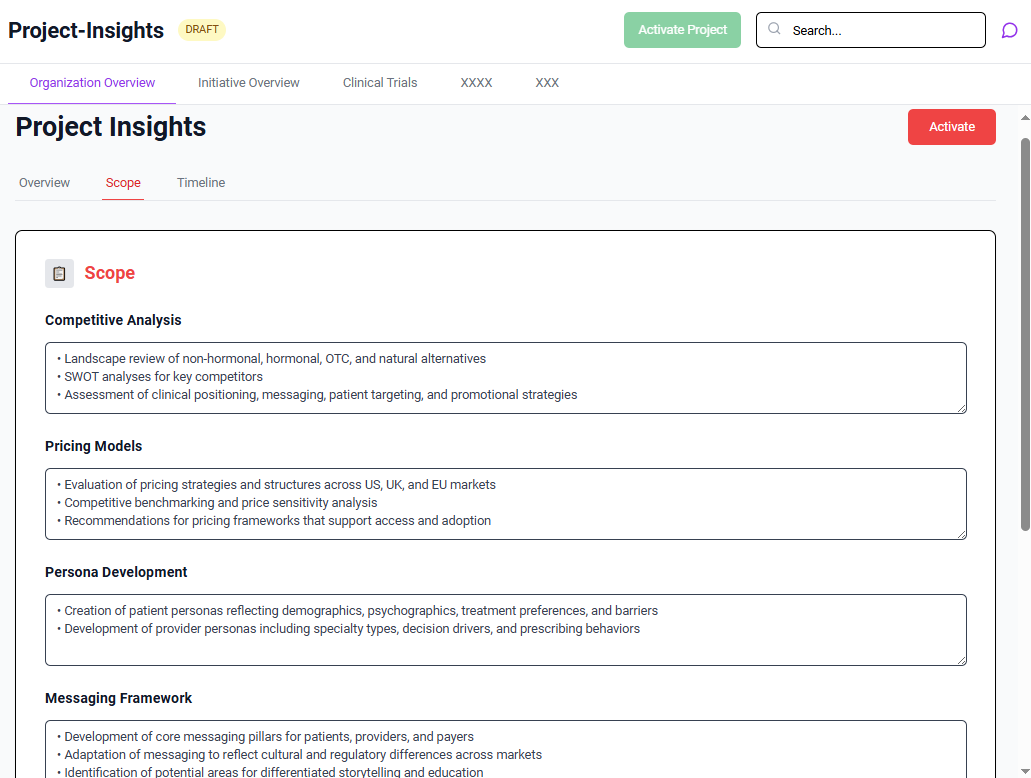 Project-Insights DRAFT Activate Project Search...
Organization Overview Initiative Overview Clinical Trials XXXX XXX
Project Insights Activate
Overview Scope Timeline
Scope
Competitive Analysis
• Landscape review of non-hormonal, hormonal, OTC, and natural alternatives
• SWOT analyses for key competitors
• Assessment of clinical positioning, messaging, patient targeting, and promotional strategies
Pricing Models
• Evaluation of pricing strategies and structures across US, UK, and EU markets
• Competitive benchmarking and price sensitivity analysis
• Recommendations for pricing frameworks that support access and adoption
Persona Development
• Creation of patient personas reflecting demographics, psychographics, treatment preferences, and barriers
• Development of provider personas including specialty types, decision drivers, and prescribing behaviors
Messaging Framework
• Development of core messaging pillars for patients, providers, and payers
• Adaptation of messaging to reflect cultural and regulatory differences across markets
• Identification of potential areas for differentiated storytelling and education